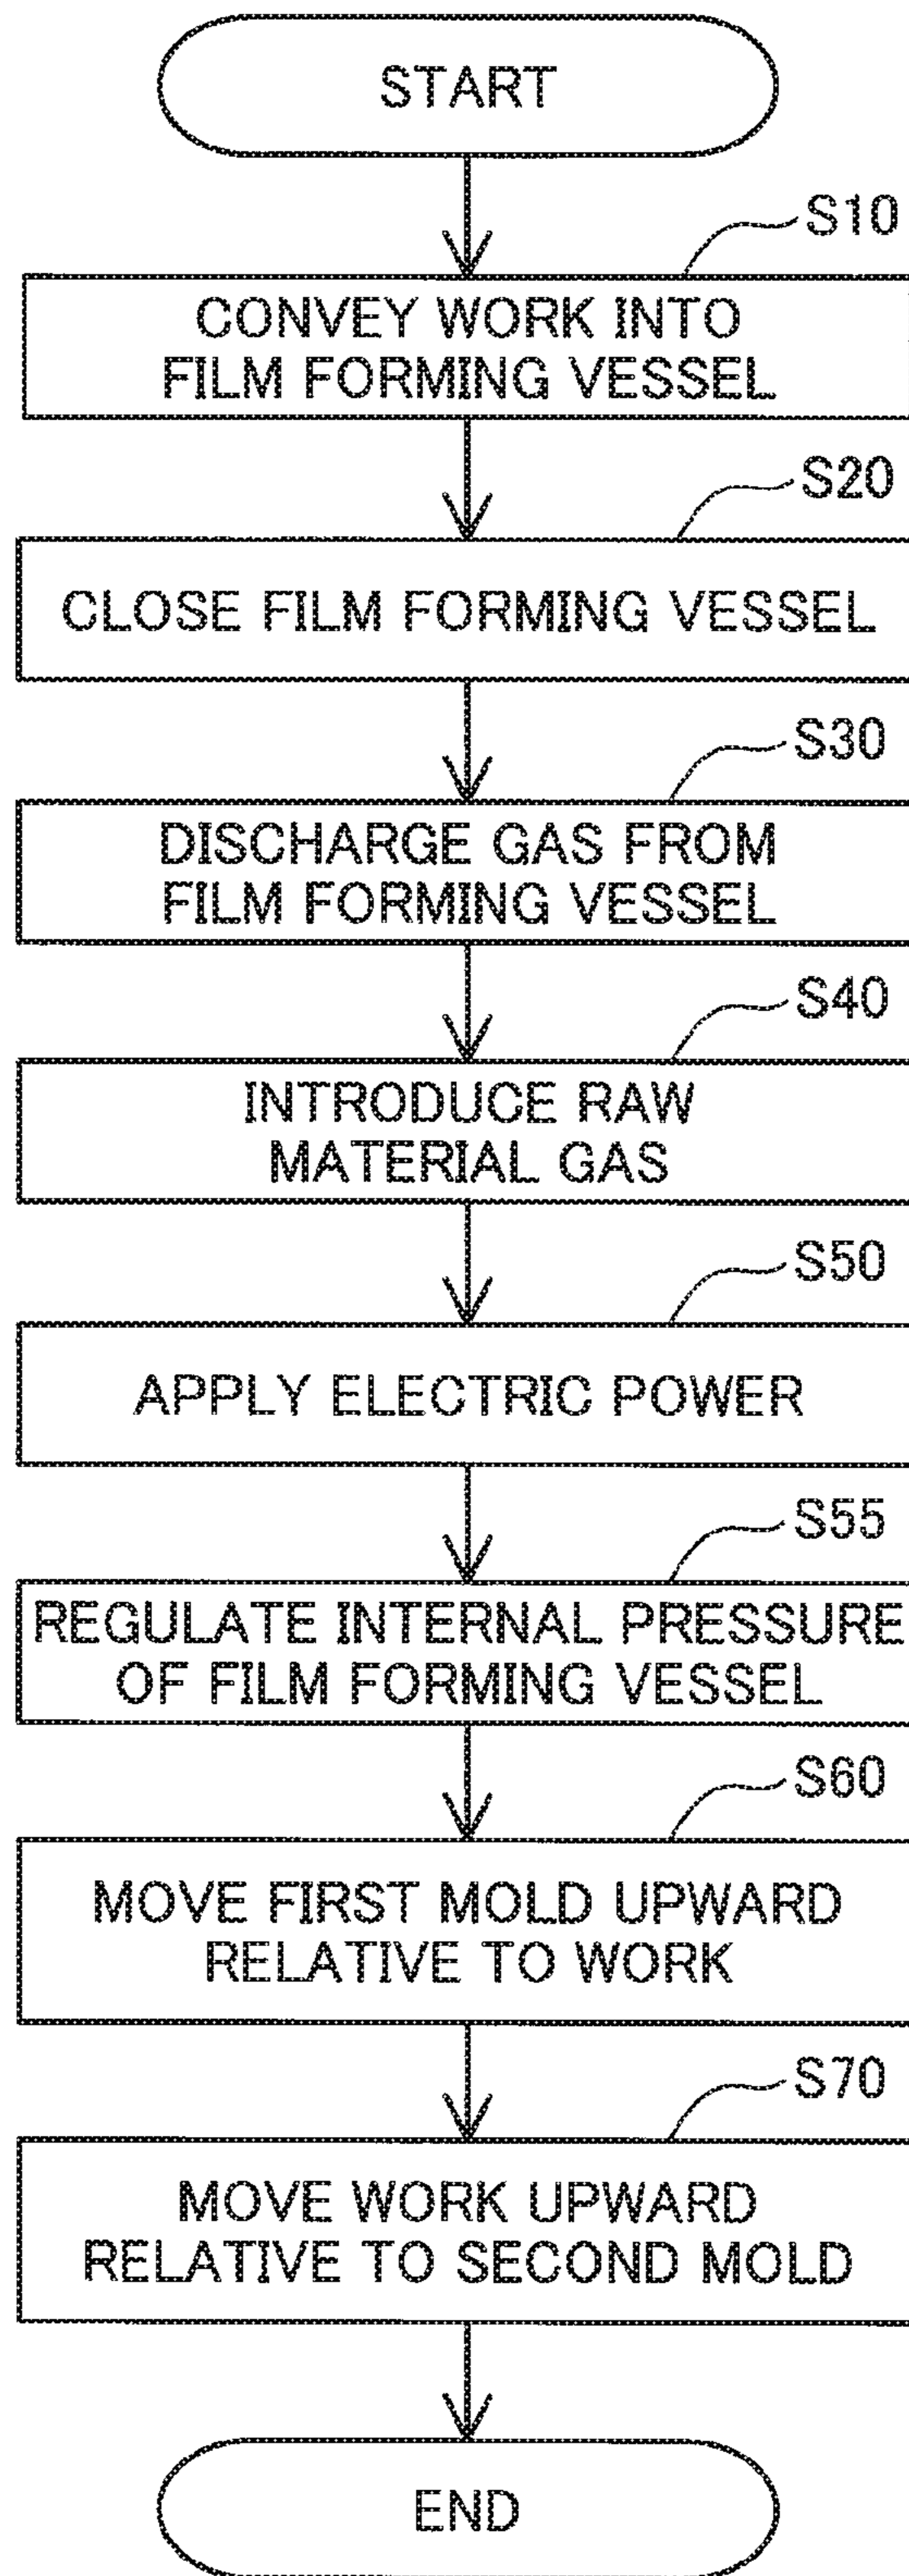 START
S10
CONVEY WORK INTO
FILM FORMING VESSEL
S20
CLOSE FILM FORMING VESSEL
S30
DISCHARGE GAS FROM
FILM FORMING VESSEL
S40
INTRODUCE RAW
MATERIAL GAS
S50
APPLY ELECTRIC POWER
S55
REGULATE INTERNAL PRESSURE
OF FILM FORMING VESSEL
S60
MOVE FIRST MOLD UPWARD
RELATIVE TO WORK
S70
MOVE WORK UPWARD
RELATIVE TO SECOND MOLD
END